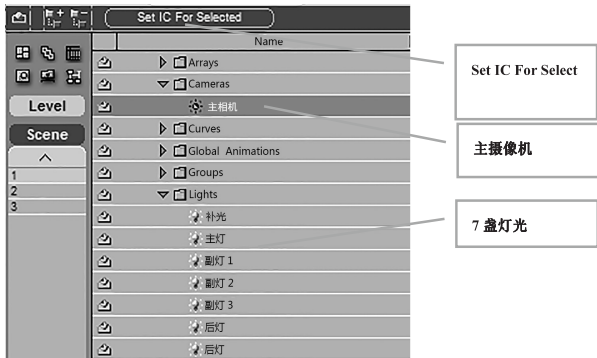 Set IC For Selected
Name
Arrays
Cameras
主相机
Curves
Global Animations
Groups
Lights
补光
主灯
副灯 1
副灯 2
副灯 3
后灯
后灯
Level
Scene
1
2
3
Set IC For Select
主摄像机
7 盏灯光